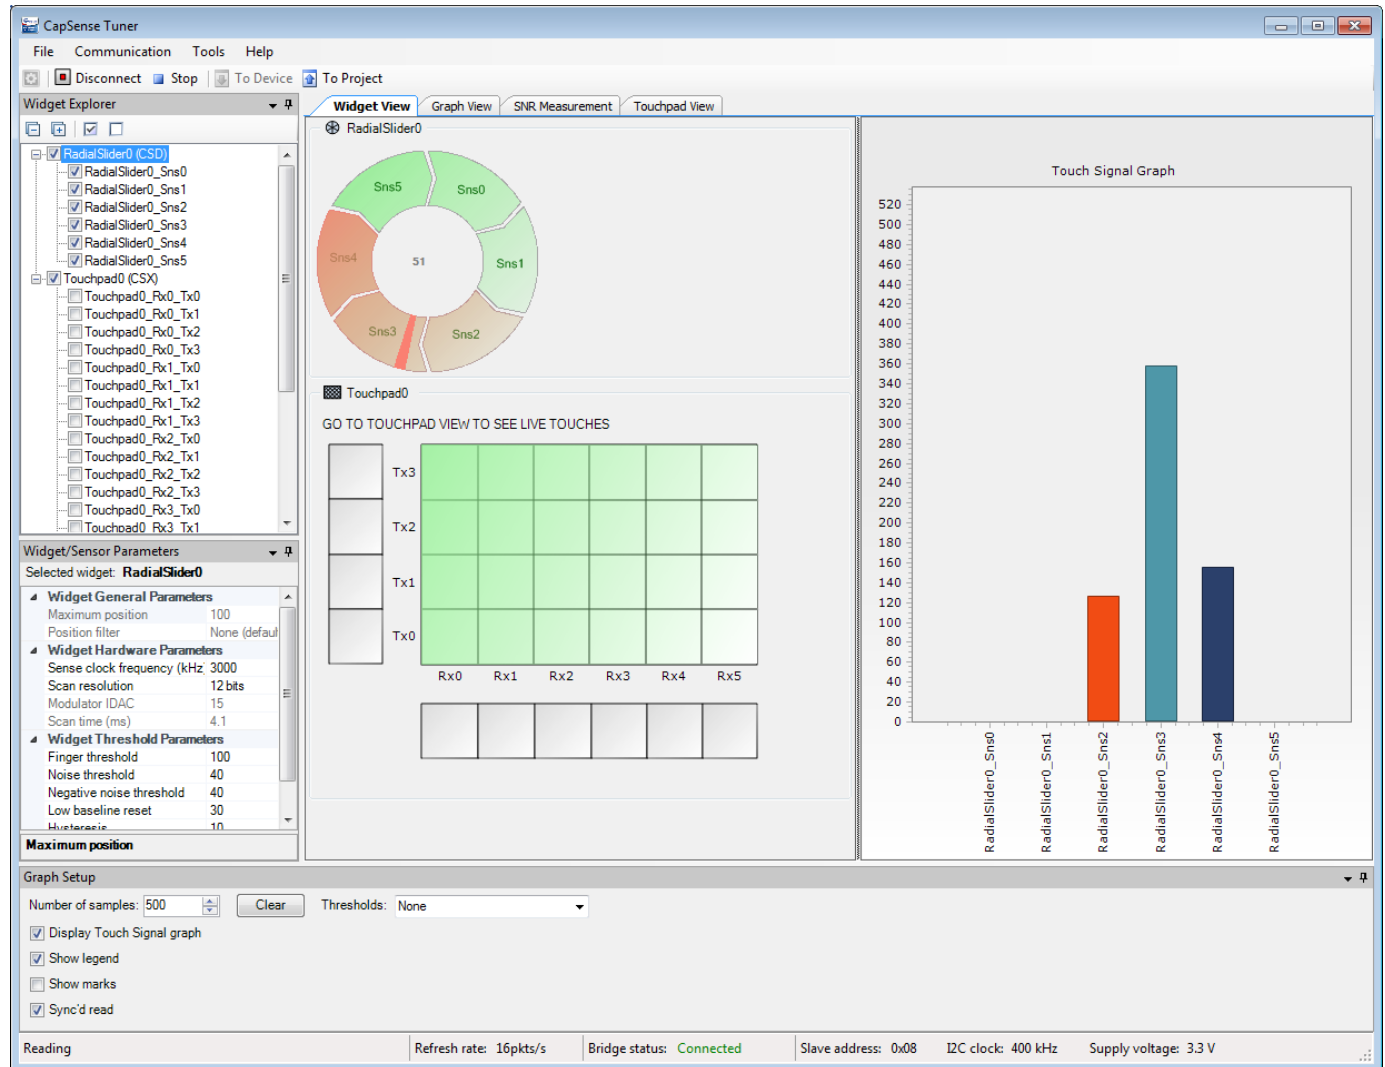 CapSense Tuner
File Communication Tools Help
Disconnect Stop To Device To Project
Widget Explorer
RadialSlider0 (CSD)
RadialSlider0_Sns0
RadialSlider0_Sns1
RadialSlider0_Sns2
RadialSlider0_Sns3
RadialSlider0_Sns4
RadialSlider0_Sns5
Touchpad0 (CSX)
Touchpad0_Rx0_Tx0
Touchpad0_Rx0_Tx1
Touchpad0_Rx0_Tx2
Touchpad0_Rx0_Tx3
Touchpad0_Rx1_Tx0
Touchpad0_Rx1_Tx1
Touchpad0_Rx1_Tx2
Touchpad0_Rx1_Tx3
Touchpad0_Rx2_Tx0
Touchpad0_Rx2_Tx1
Touchpad0_Rx2_Tx2
Touchpad0_Rx2_Tx3
Touchpad0_Rx3_Tx0
Touchpad0_Rx3_Tx1
Widget/Sensor Parameters
Selected widget: RadialSlider0
Widget General Parameters
Maximum position 100
Position filter None (defaul
Widget Hardware Parameters
Sense clock frequency (kHz 3000
Scan resolution 12 bits
Modulator IDAC 15
Scan time (ms) 4.1
Widget Threshold Parameters
Finger threshold 100
Noise threshold 40
Negative noise threshold 40
Low baseline reset 30
Hysteresis 10
Maximum position
Widget View Graph View SNR Measurement Touchpad View
RadialSlider0
Sns5 Sns0
Sns4 51 Sns1
Sns3 Sns2
Touchpad0
GO TO TOUCHPAD VIEW TO SEE LIVE TOUCHES
Tx3
Tx2
Tx1
Tx0
Rx0 Rx1 Rx2 Rx3 Rx4 Rx5
Touch Signal Graph
520
500
480
460
440
420
400
380
360
340
320
300
280
260
240
220
200
180
160
140
120
100
80
60
40
20
0
RadialSlider0_Sns0
RadialSlider0_Sns1
RadialSlider0_Sns2
RadialSlider0_Sns3
RadialSlider0_Sns4
RadialSlider0_Sns5
Graph Setup
Number of samples: 500 Clear Thresholds: None
Display Touch Signal graph
Show legend
Show marks
Sync'd read
Reading Refresh rate: 16pkts/s Bridge status: Connected Slave address: 0x08 I2C clock: 400 kHz Supply voltage: 3.3 V